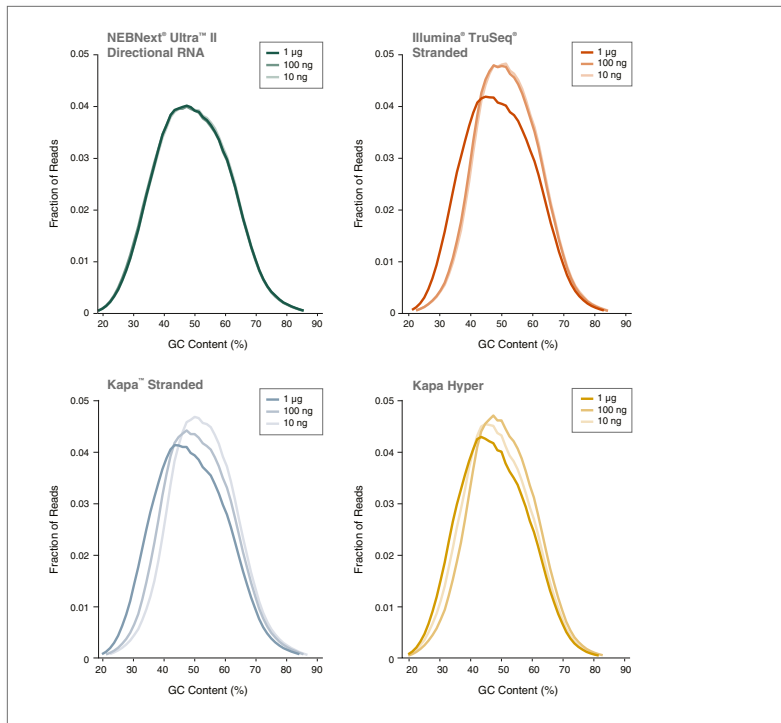 NEBNext® Ultra™ II
Directional RNA
1 µg
100 ng
10 ng
0.05
0.04
0.03
0.02
0.01
0
Fraction of Reads
20 30 40 50 60 70 80 90
GC Content (%)
Illumina® TruSeq®
Stranded
1 µg
100 ng
10 ng
0.05
0.04
0.03
0.02
0.01
0
Fraction of Reads
20 30 40 50 60 70 80 90
GC Content (%)
Kapa™ Stranded
1 µg
100 ng
10 ng
0.05
0.04
0.03
0.02
0.01
0
Fraction of Reads
20 30 40 50 60 70 80 90
GC Content (%)
Kapa Hyper
1 µg
100 ng
10 ng
0.05
0.04
0.03
0.02
0.01
0
Fraction of Reads
20 30 40 50 60 70 80 90
GC Content (%)